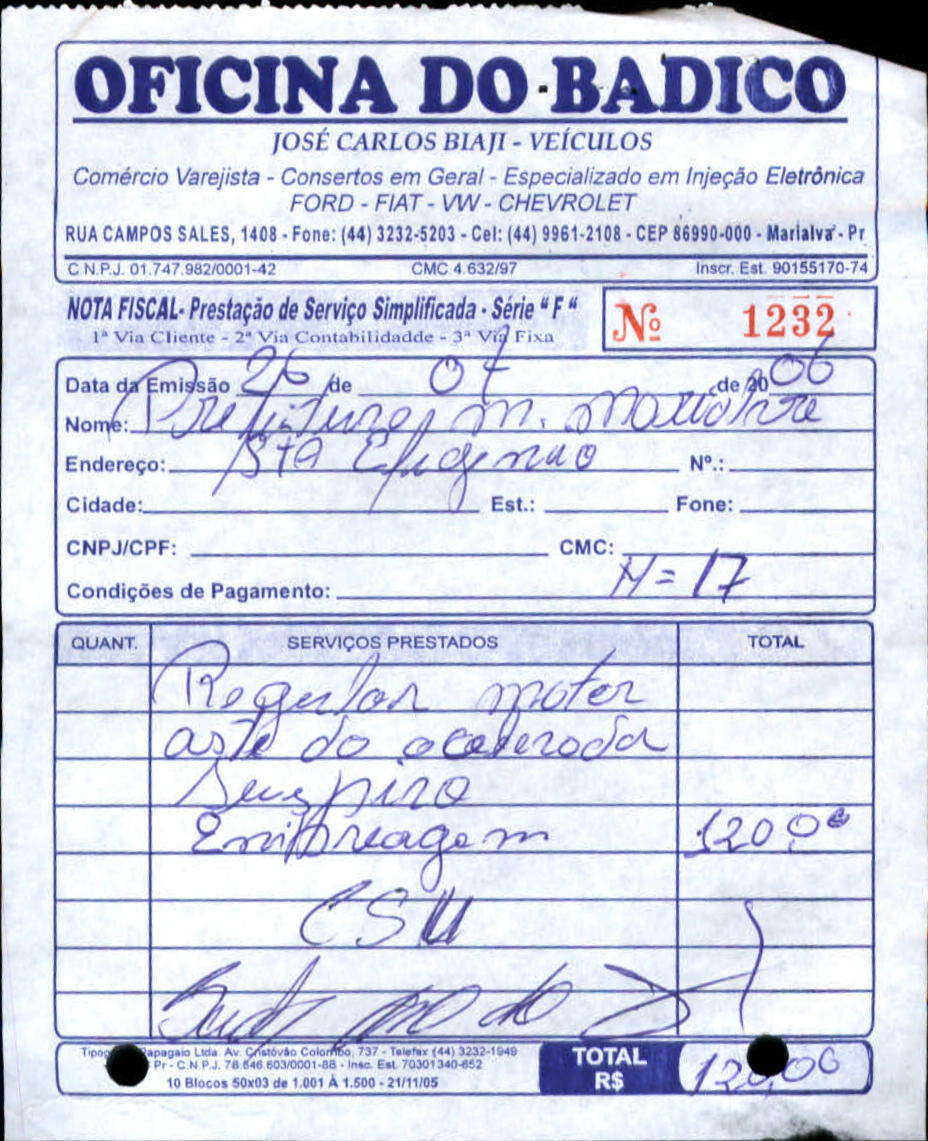 OFICINA DO BADICO
JOSÉ CARLOS BIAJI - VEÍCULOS
Comércio Varejista - Consertos em Geral - Especializado em Injeção Eletrônica
FORD - FIAT - VW - CHEVROLET
RUA CAMPOS SALES, 1408 - Fone: (44) 3232-5203 - Cel: (44) 9961-2108 - CEP 86990-000 - Marialva - Pr
C.N.P.J. 01.747.982/0001-42 CMC 4.632/97 Inscr. Est. 90155170-74
NOTA FISCAL - Prestação de Serviço Simplificada - Série "F"
Nº 1232
1ª Via Cliente - 2ª Via Contabilidadde - 3ª Via Fixa
Data da Emissão 26 de 07 de 2006
Nome: Prefitura M.
Endereço: Sta Nº.:
Cidade: Est.: Fone:
CNPJ/CPF: CMC:
Condições de Pagamento: M = 17
QUANT. SERVIÇOS PRESTADOS TOTAL
Regular moter
aste do
Suspiro
Embreagem 120,00
CSU
TOTAL
R$ 120,00
Papagaio Ltda. Av. Cristóvão Colombo, 737 - Telefax (44) 3232-1949
Pr - C.N.P.J. 78.846.603/0001-88 - Insc. Est. 70301340-652
10 Blocos 50x03 de 1.001 À 1.500 - 21/11/05